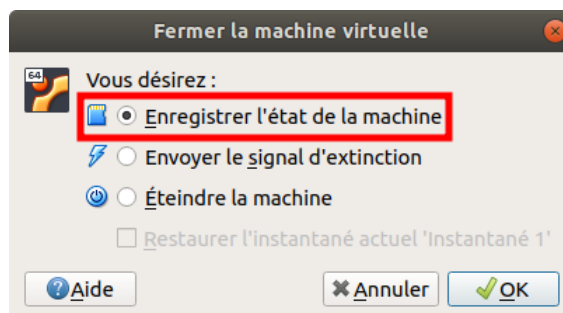 Fermer la machine virtuelle
64
Vous désirez :
Enregistrer l'état de la machine
Envoyer le signal d'extinction
Éteindre la machine
Restaurer l'instantané actuel 'Instantané 1'
Aide
Annuler
OK